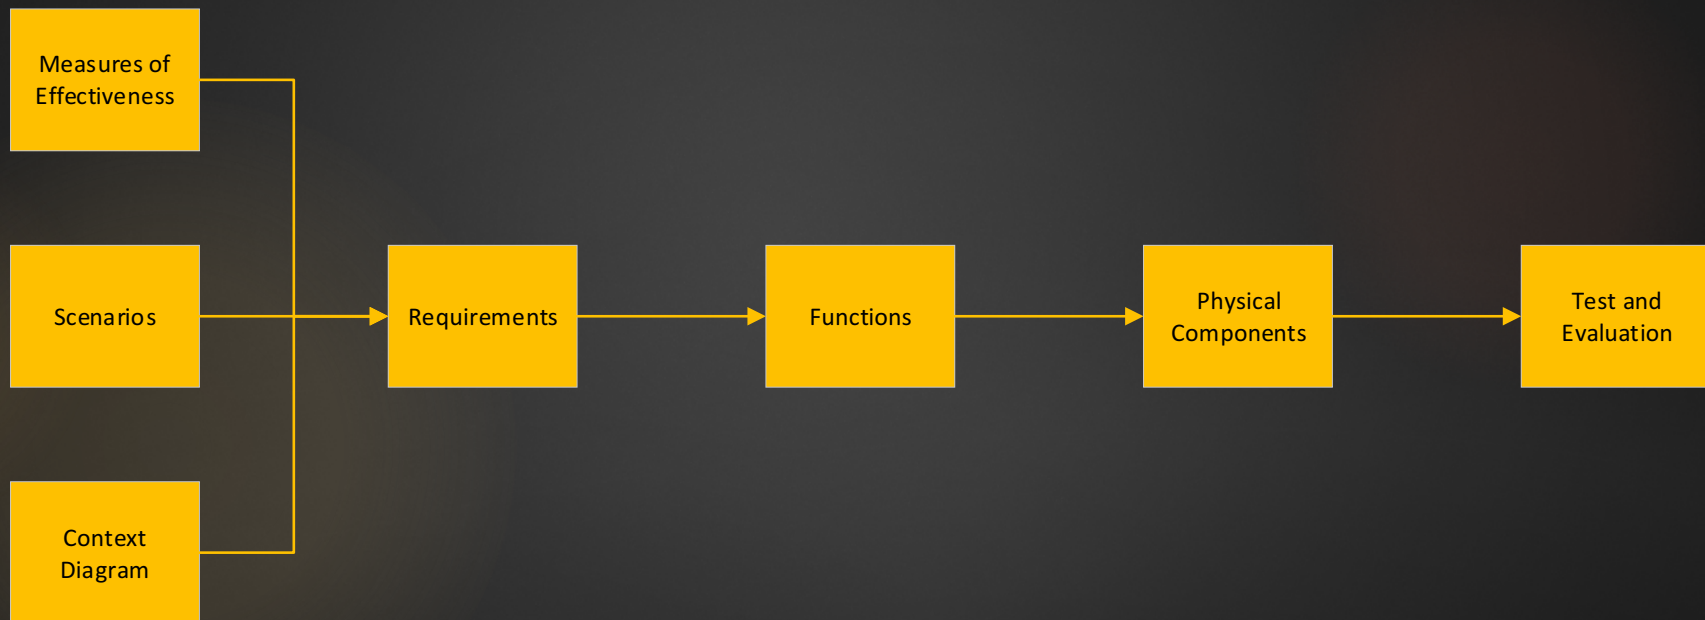 Measures of
Effectiveness
Scenarios
Requirements
Functions
Physical
Components
Test and
Evaluation
Context
Diagram